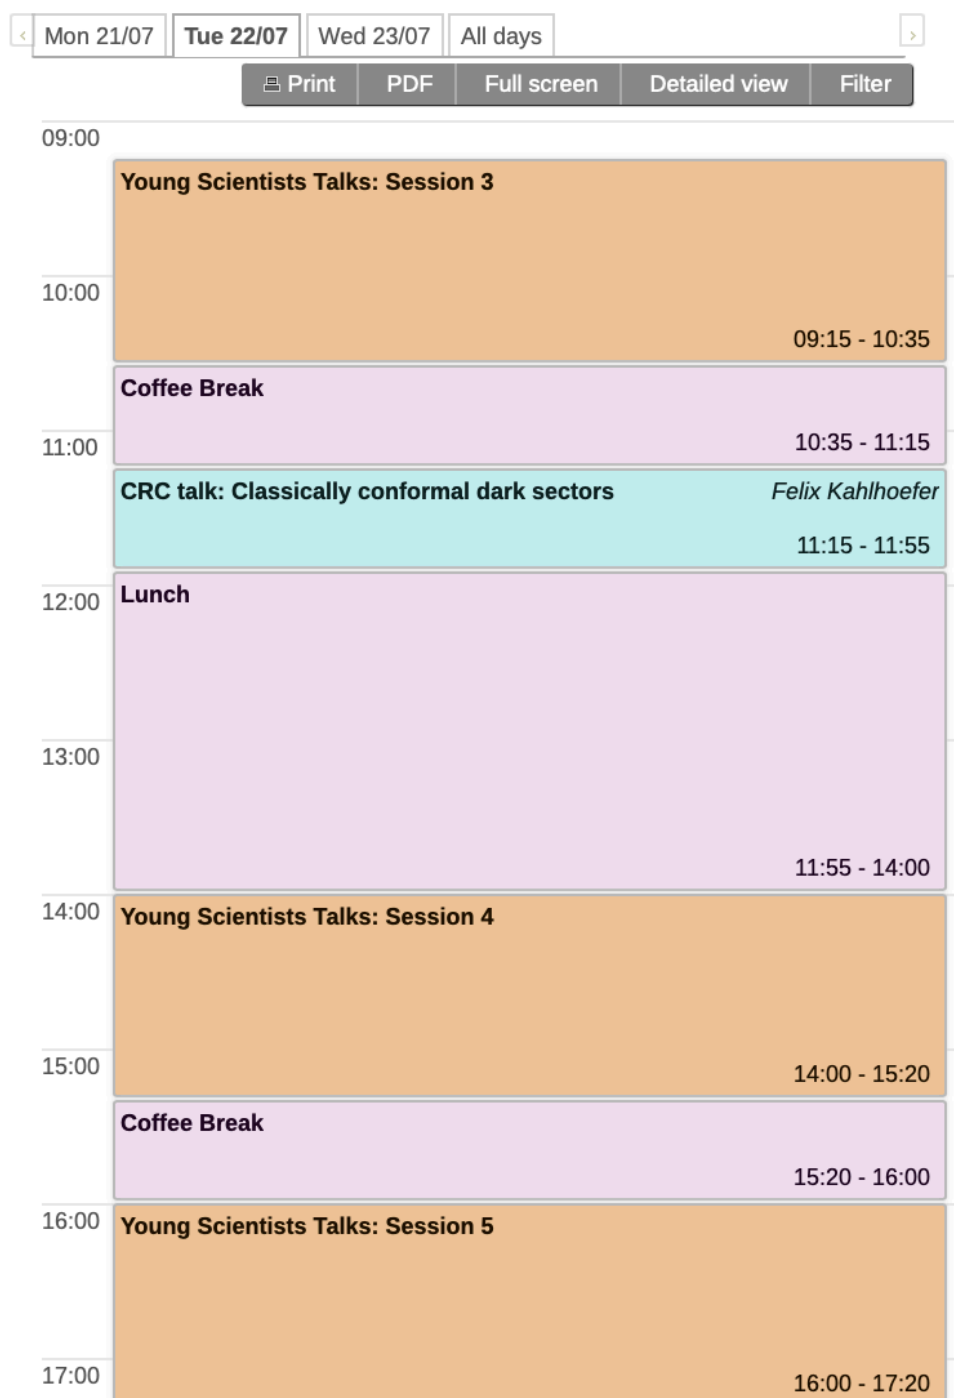 ‹ Mon 21/07 Tue 22/07 Wed 23/07 All days ›
Print PDF Full screen Detailed view Filter
09:00
Young Scientists Talks: Session 3
10:00
09:15 - 10:35
Coffee Break
11:00
10:35 - 11:15
CRC talk: Classically conformal dark sectors Felix Kahlhoefer
11:15 - 11:55
12:00
Lunch
13:00
11:55 - 14:00
14:00
Young Scientists Talks: Session 4
15:00
14:00 - 15:20
Coffee Break
15:20 - 16:00
16:00
Young Scientists Talks: Session 5
17:00
16:00 - 17:20